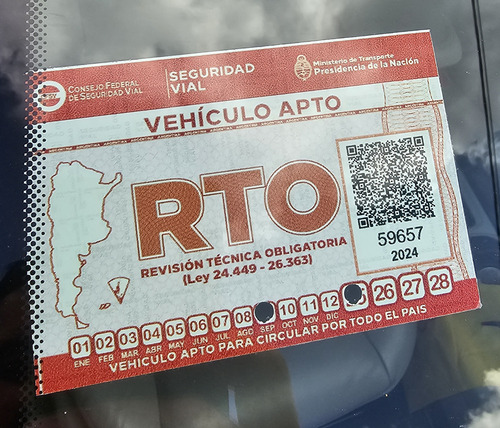 CONSEJO FEDERAL
DE SEGURIDAD VIAL
SEGURIDAD
VIAL
Ministerio de Transporte
Presidencia de la Nación
VEHÍCULO APTO
RTO
REVISIÓN TÉCNICA OBLIGATORIA
(Ley 24.449 - 26.363)
59657
2024
01 02 03 04 05 06 07 08 10 11 12 26 27 28
ENE FEB MAR ABR MAY JUN JUL AGO SEP OCT NOV DIC
VEHICULO APTO PARA CIRCULAR POR TODO EL PAIS